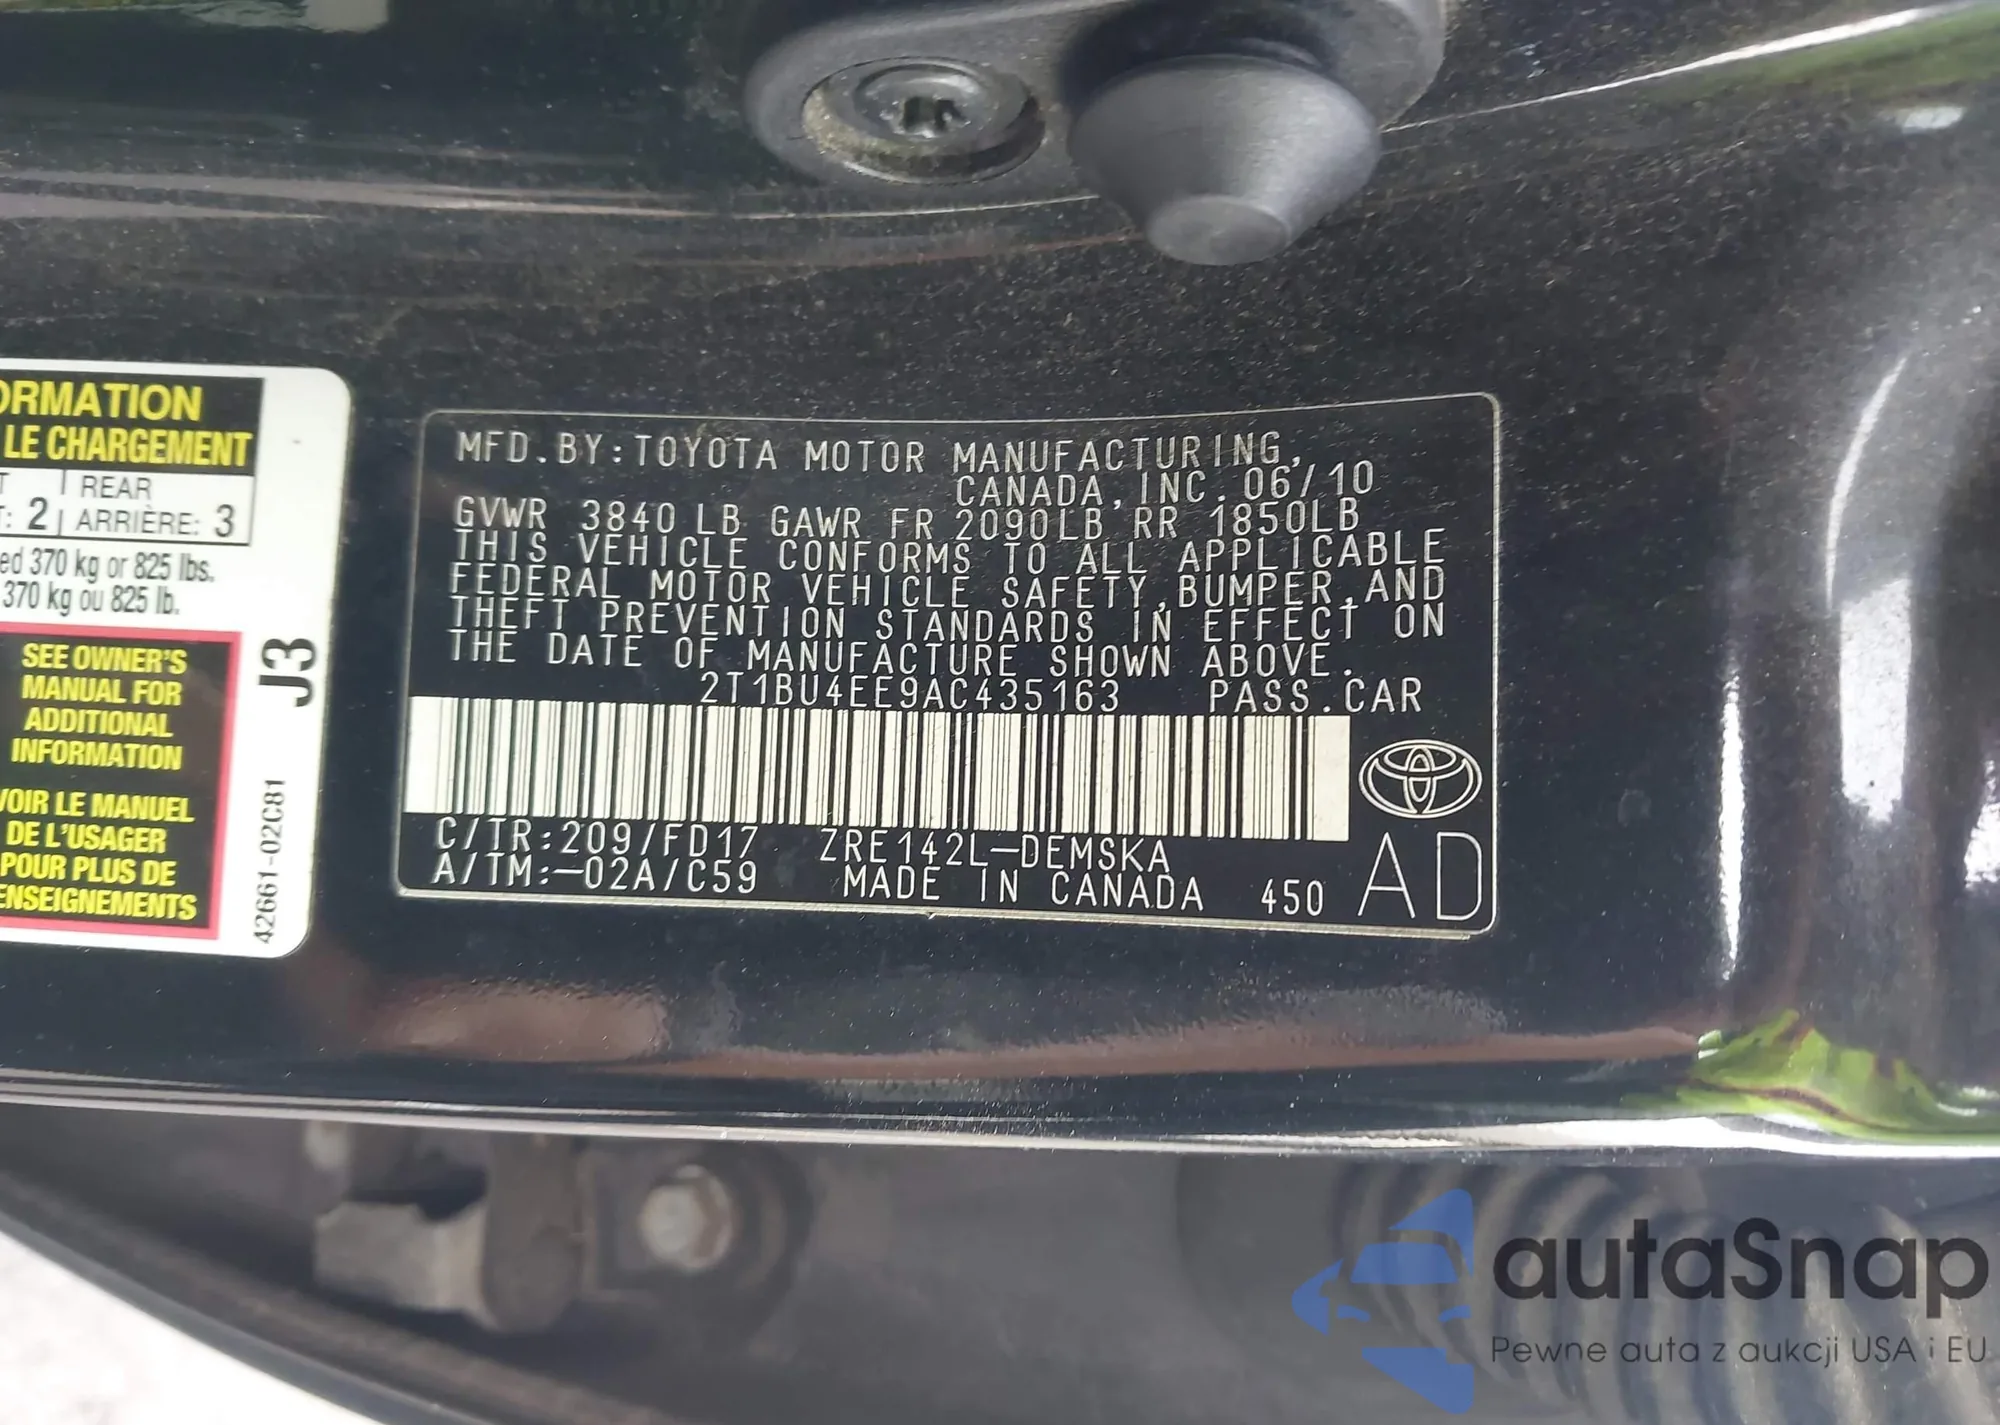 ORMATION
LE CHARGEMENT
T REAR
T: 2 ARRIÈRE: 3
ed 370 kg or 825 lbs.
370 kg ou 825 lb.
SEE OWNER'S
MANUAL FOR
ADDITIONAL
INFORMATION
VOIR LE MANUEL
DE L'USAGER
POUR PLUS DE
ENSEIGNEMENTS
J3
42661-02C81
MFD.BY:TOYOTA MOTOR MANUFACTURING,
CANADA,INC.06/10
GVWR 3840 LB GAWR FR 2090LB RR 1850LB
THIS VEHICLE CONFORMS TO ALL APPLICABLE
FEDERAL MOTOR VEHICLE SAFETY,BUMPER,AND
THEFT PREVENTION STANDARDS IN EFFECT ON
THE DATE OF MANUFACTURE SHOWN ABOVE.
2T1BU4EE9AC435163 PASS.CAR
C/TR:209/FD17 ZRE142L-DEMSKA
A/TM:-02A/C59 MADE IN CANADA 450 AD
autaSnap
Pewne auta z aukcji USA i EU